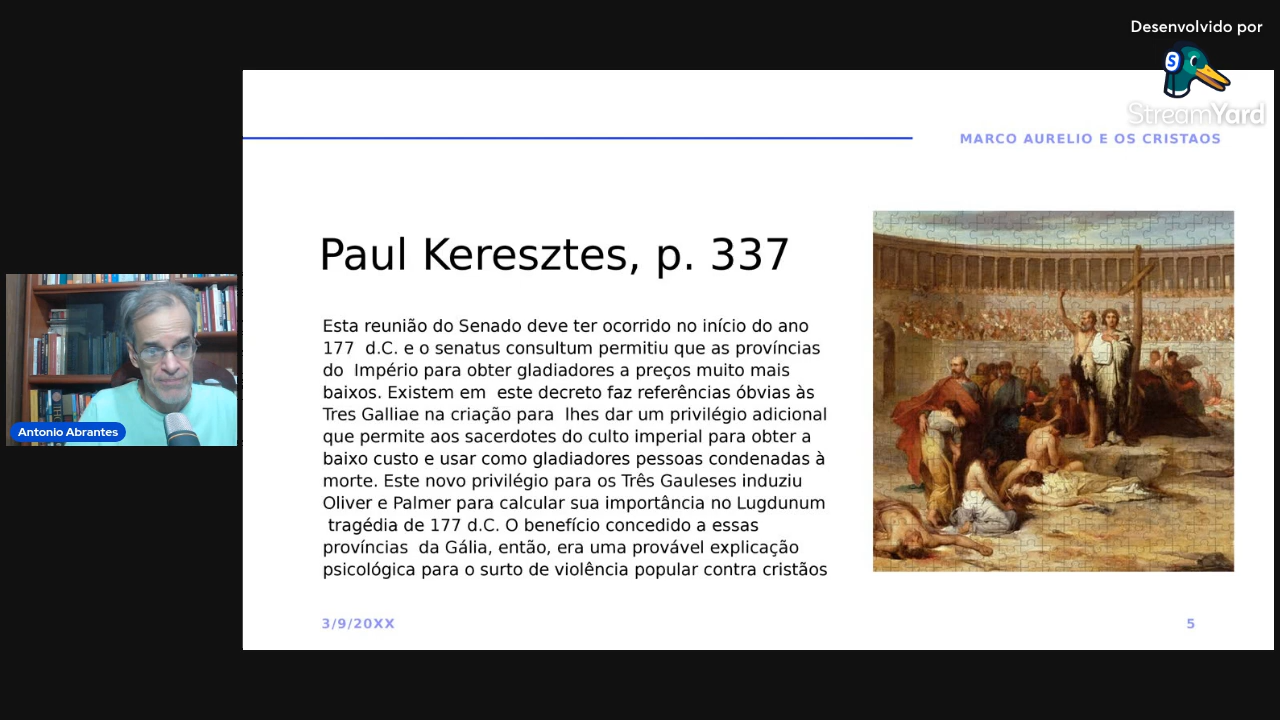 Desenvolvido por
StreamYard
MARCO AURELIO E OS CRISTAOS
Paul Keresztes, p. 337
Esta reunião do Senado deve ter ocorrido no início do ano
177 d.C. e o senatus consultum permitiu que as províncias
do Império para obter gladiadores a preços muito mais
baixos. Existem em este decreto faz referências óbvias às
Tres Galliae na criação para lhes dar um privilégio adicional
que permite aos sacerdotes do culto imperial para obter a
baixo custo e usar como gladiadores pessoas condenadas à
morte. Este novo privilégio para os Três Gauleses induziu
Oliver e Palmer para calcular sua importância no Lugdunum
tragédia de 177 d.C. O benefício concedido a essas
províncias da Gália, então, era uma provável explicação
psicológica para o surto de violência popular contra cristãos
Antonio Abrantes
3/9/20XX
5